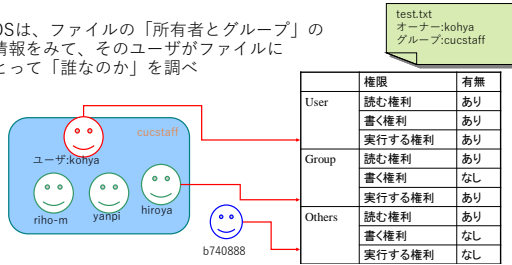 OSは、ファイルの「所有者とグループ」の
情報をみて、そのユーザがファイルに
とって「誰なのか」を調べ
test.txt
オーナー:kohya
グループ:cucstaff
cucstaff
ユーザ:kohya
riho-m
yanpi
hiroya
b740888
権限 有無
User 読む権利 あり
書く権利 あり
実行する権利 あり
Group 読む権利 あり
書く権利 なし
実行する権利 あり
Others 読む権利 あり
書く権利 なし
実行する権利 なし